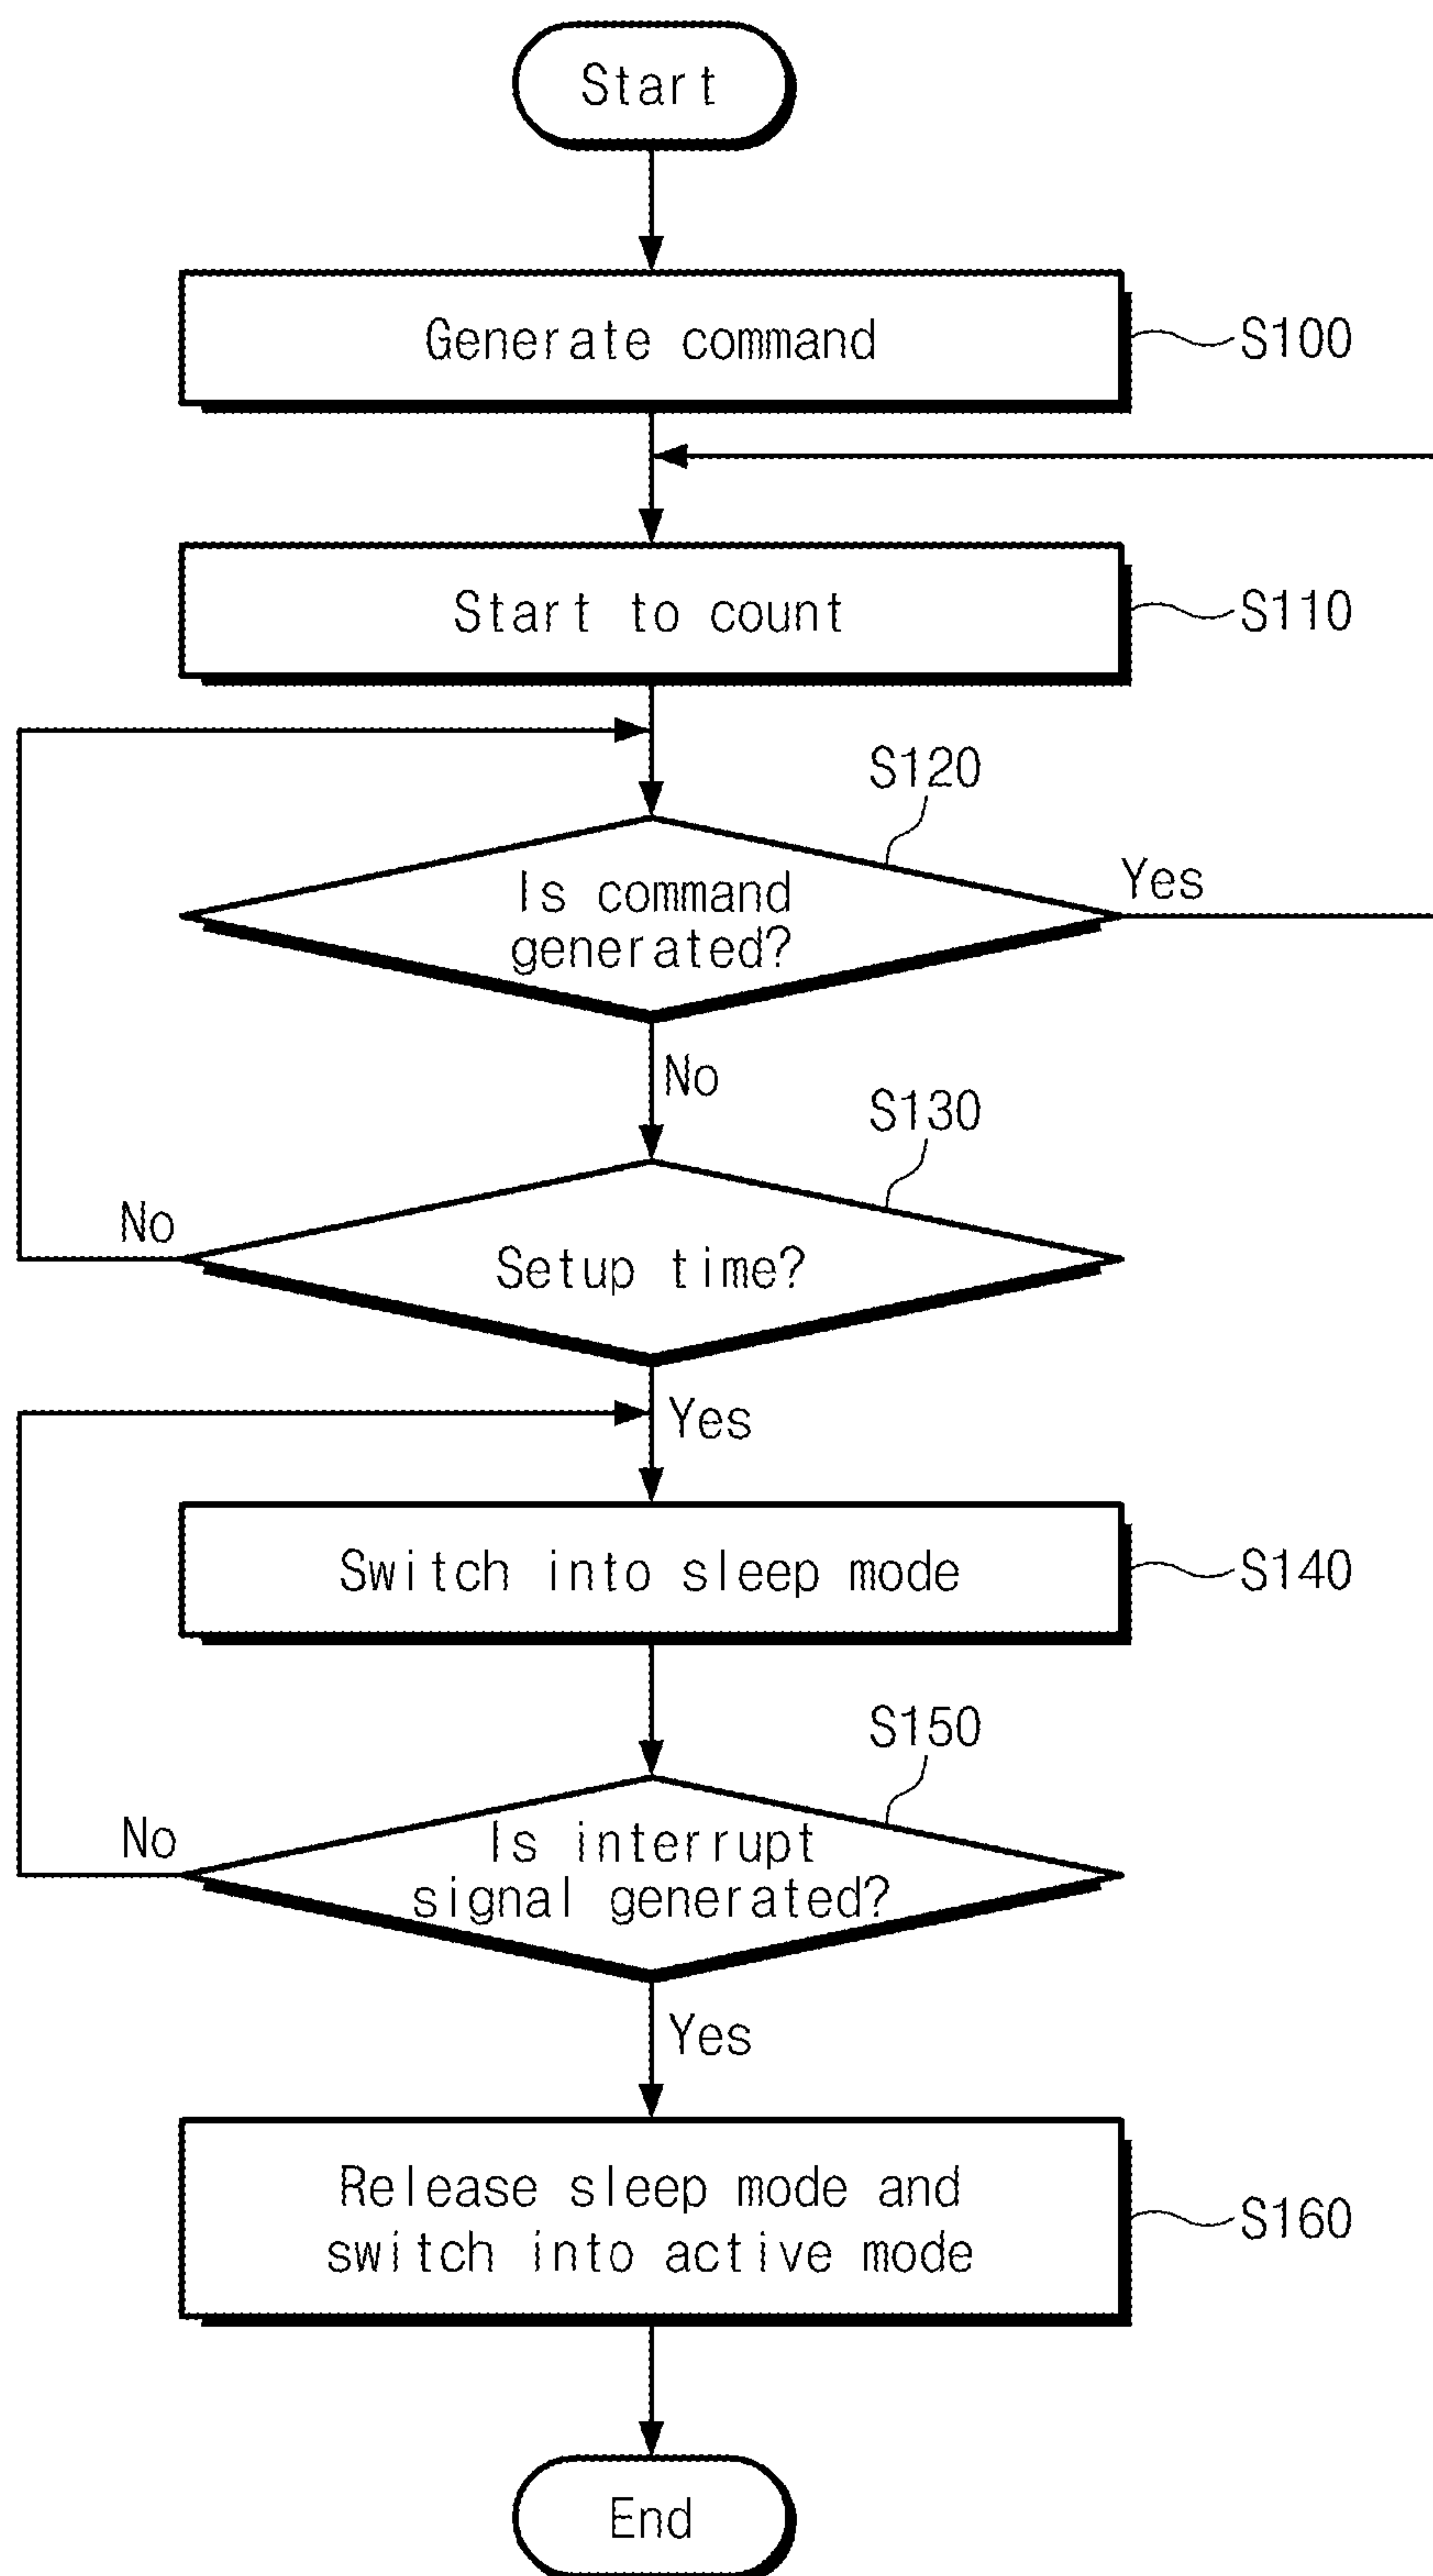 Start
Generate command
S100
Start to count
S110
S120
Is command
generated?
Yes
No
S130
No
Setup time?
Yes
Switch into sleep mode
S140
S150
No
Is interrupt
signal generated?
Yes
Release sleep mode and
switch into active mode
S160
End